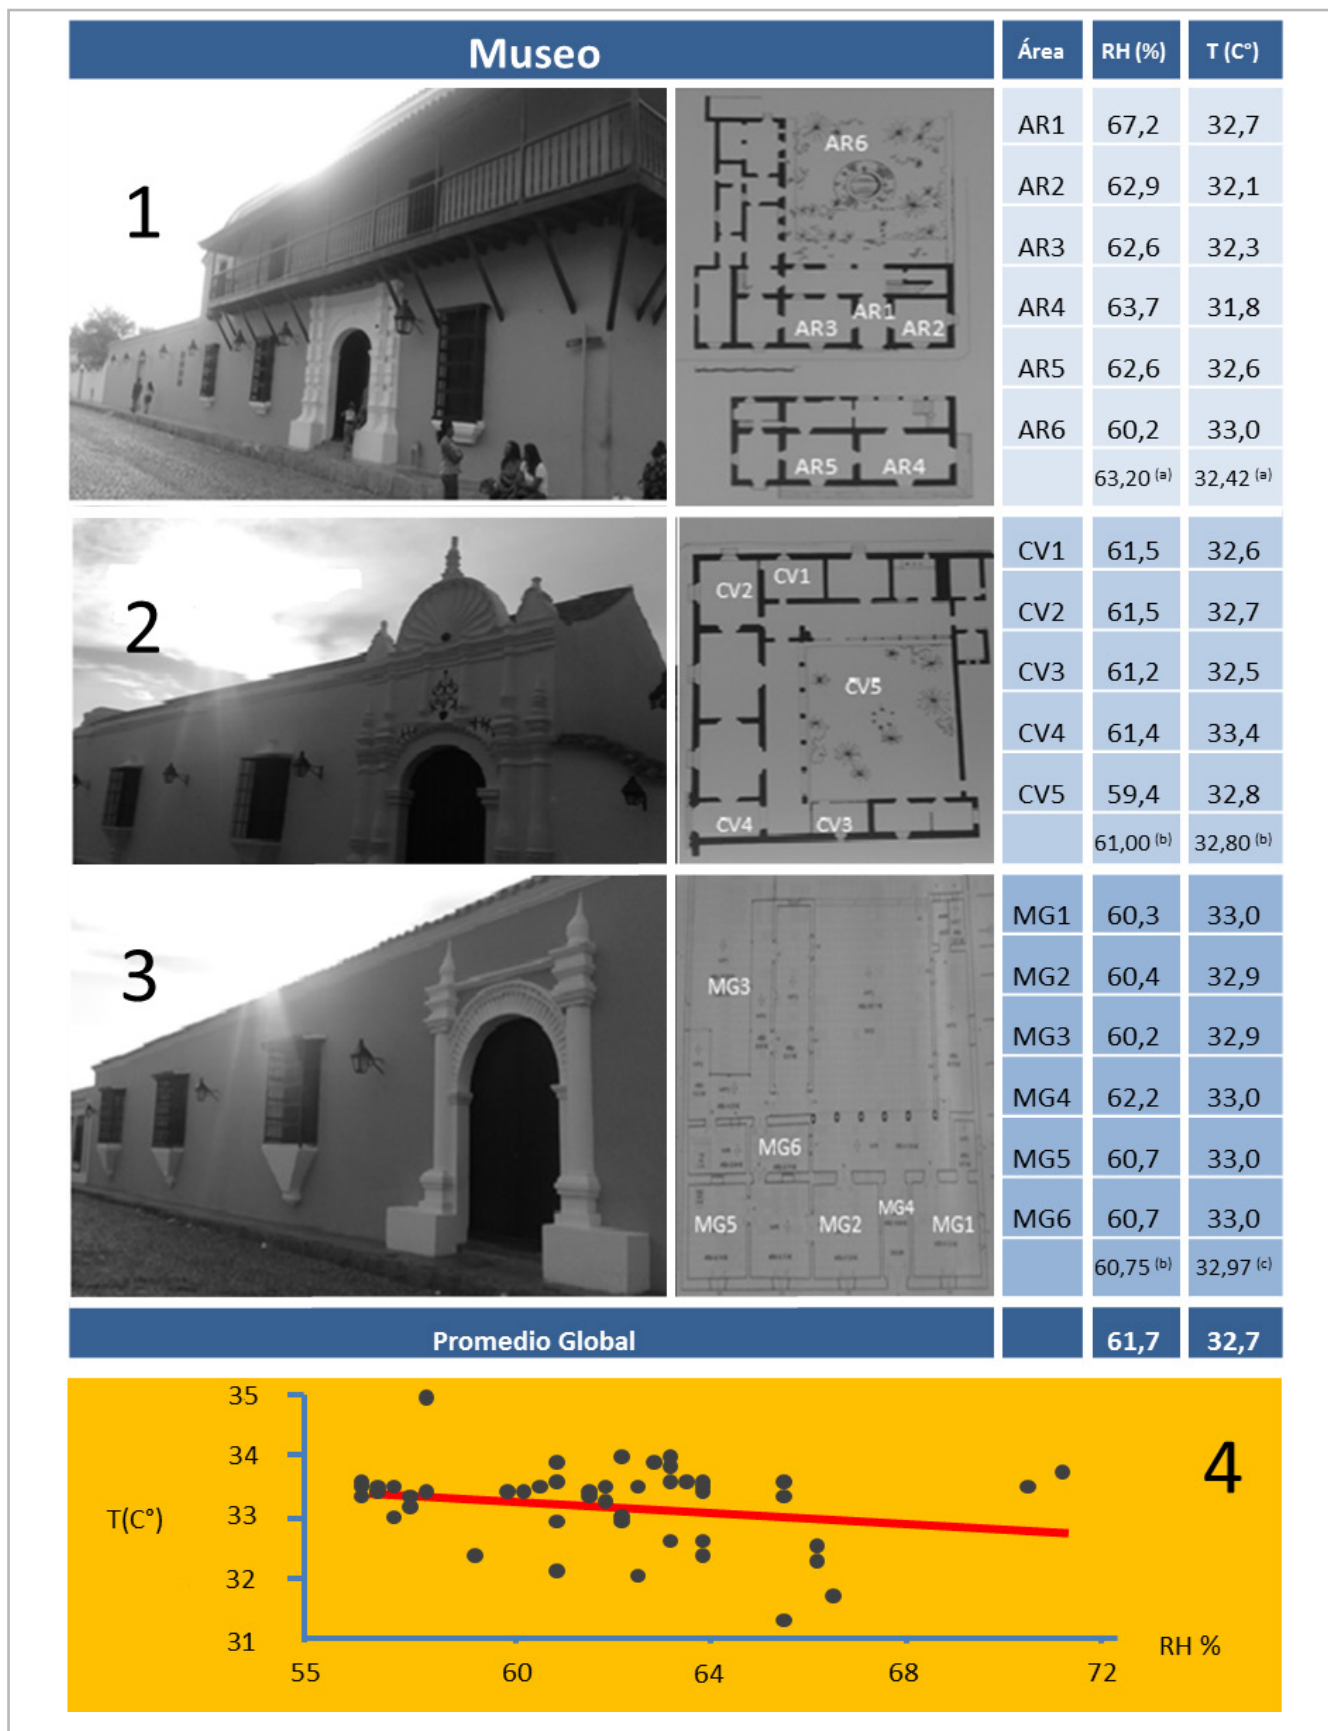 Museo Área RH (%) T (C°)
1
AR6
AR1
AR3 AR2
AR5 AR4
AR1 67,2 32,7
AR2 62,9 32,1
AR3 62,6 32,3
AR4 63,7 31,8
AR5 62,6 32,6
AR6 60,2 33,0
63,20 (a) 32,42 (a)
2
CV2 CV1
CV5
CV4 CV3
CV1 61,5 32,6
CV2 61,5 32,7
CV3 61,2 32,5
CV4 61,4 33,4
CV5 59,4 32,8
61,00 (b) 32,80 (b)
3
MG3
MG6
MG4
MG5 MG2 MG1
MG1 60,3 33,0
MG2 60,4 32,9
MG3 60,2 32,9
MG4 62,2 33,0
MG5 60,7 33,0
MG6 60,7 33,0
60,75 (b) 32,97 (c)
Promedio Global 61,7 32,7
4
35
34
T(C°) 33
32
31
RH %
55 60 64 68 72